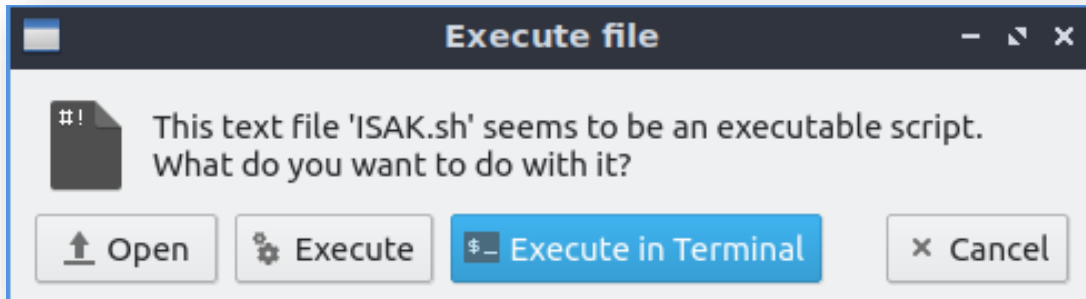 Execute file
#!
This text file 'ISAK.sh' seems to be an executable script.
What do you want to do with it?
Open Execute $_ Execute in Terminal Cancel